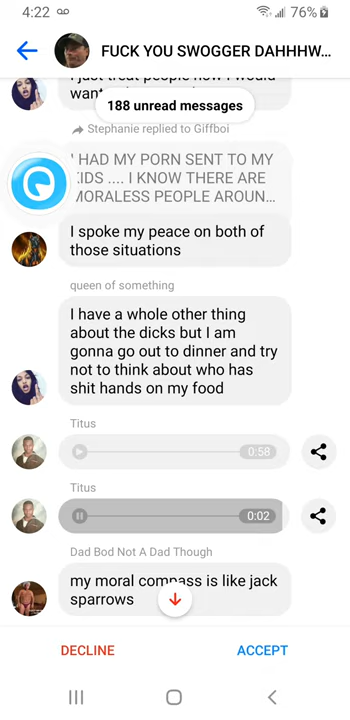 4:22
76%
FUCK YOU SWOGGER DAHHHW...
I just treat people how I would
want
188 unread messages
Stephanie replied to Giffboi
I HAD MY PORN SENT TO MY
KIDS .... I KNOW THERE ARE
MORALESS PEOPLE AROUN...
I spoke my peace on both of
those situations
queen of something
I have a whole other thing
about the dicks but I am
gonna go out to dinner and try
not to think about who has
shit hands on my food
Titus
0:58
Titus
0:02
Dad Bod Not A Dad Though
my moral compass is like jack
sparrows
DECLINE
ACCEPT